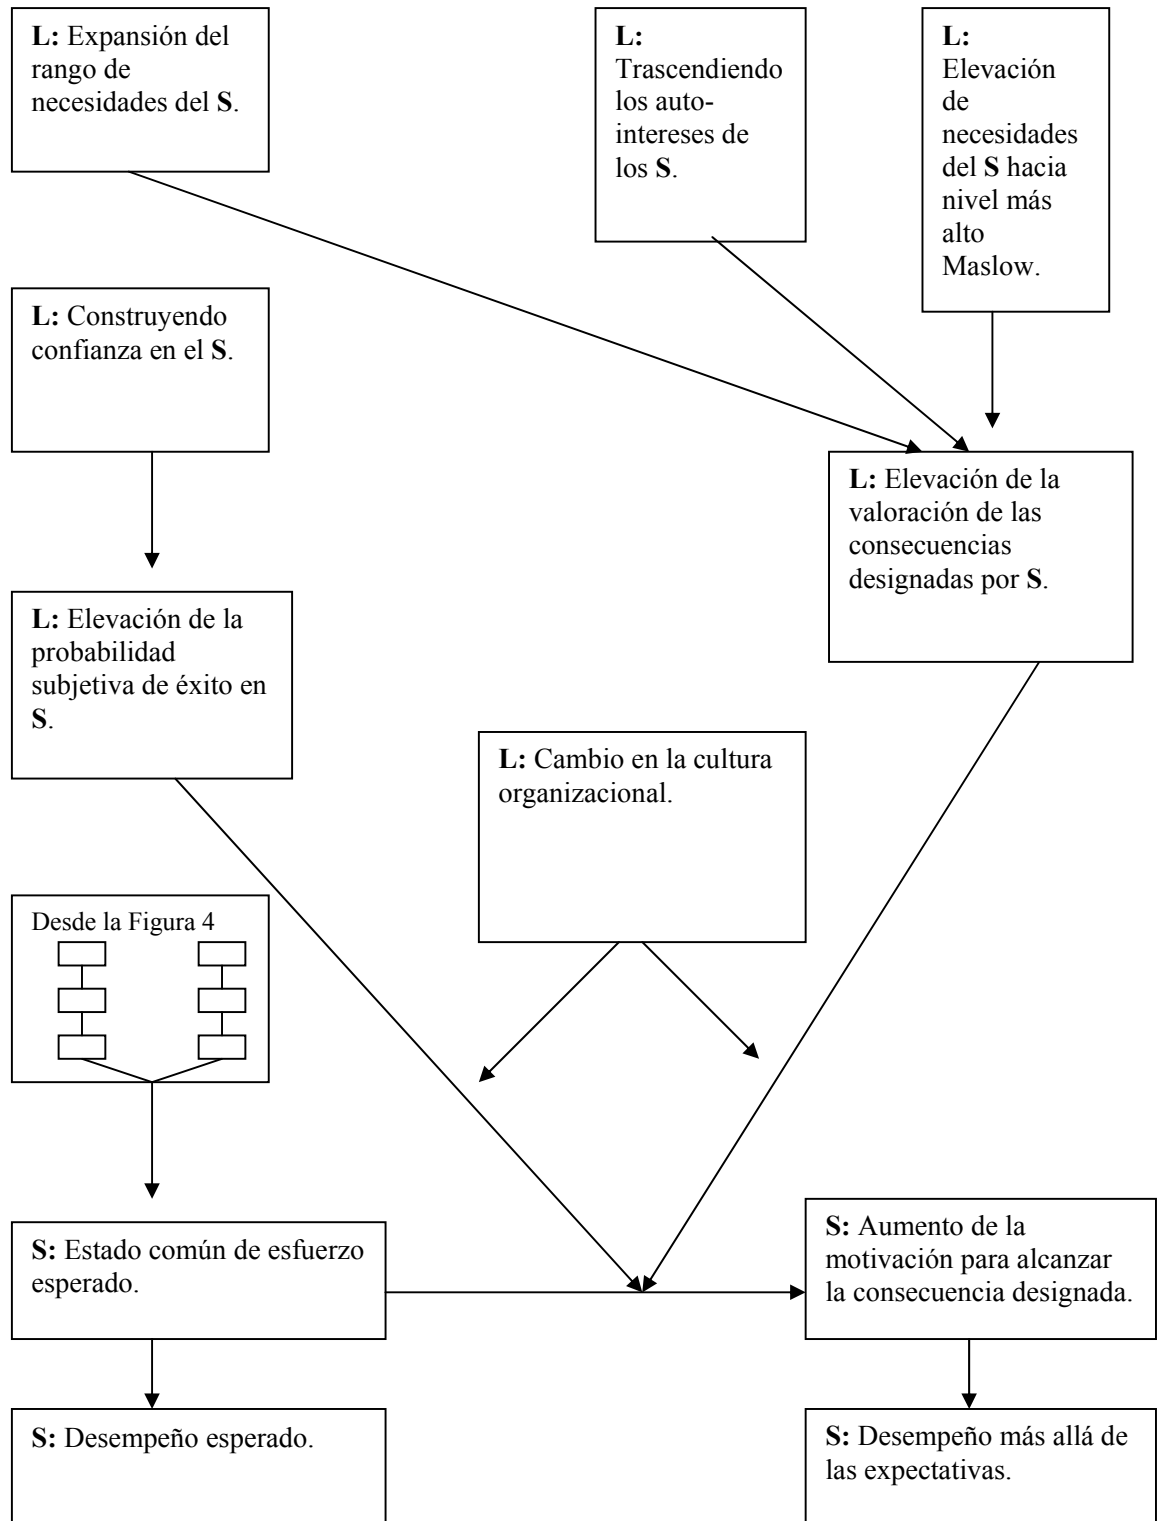 L: Expansión del
rango de
necesidades del S.
L:
Trascendiendo
los auto-
intereses de
los S.
L:
Elevación
de
necesidades
del S hacia
nivel más
alto
Maslow.
L: Construyendo
confianza en el S.
L: Elevación de la
valoración de las
consecuencias
designadas por S.
L: Elevación de la
probabilidad
subjetiva de éxito en
S.
L: Cambio en la cultura
organizacional.
Desde la Figura 4
S: Estado común de esfuerzo
esperado.
S: Aumento de la
motivación para alcanzar
la consecuencia designada.
S: Desempeño esperado.
S: Desempeño más allá de
las expectativas.